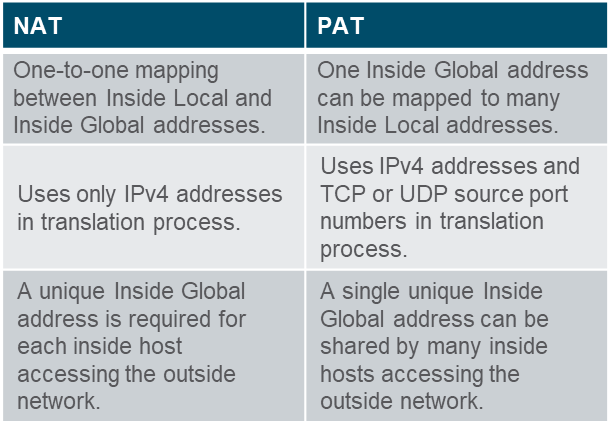 NAT
PAT
One-to-one mapping
between Inside Local and
Inside Global addresses.
One Inside Global address
can be mapped to many
Inside Local addresses.
Uses only IPv4 addresses
in translation process.
Uses IPv4 addresses and
TCP or UDP source port
numbers in translation
process.
A unique Inside Global
address is required for
each inside host
accessing the outside
network.
A single unique Inside
Global address can be
shared by many inside
hosts accessing the
outside network.